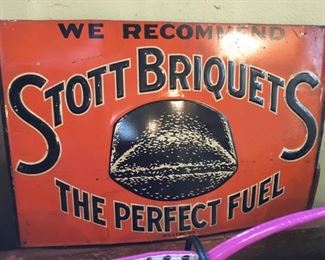 WE RECOMMEND
STOTT BRIQUETS
THE PERFECT FUEL